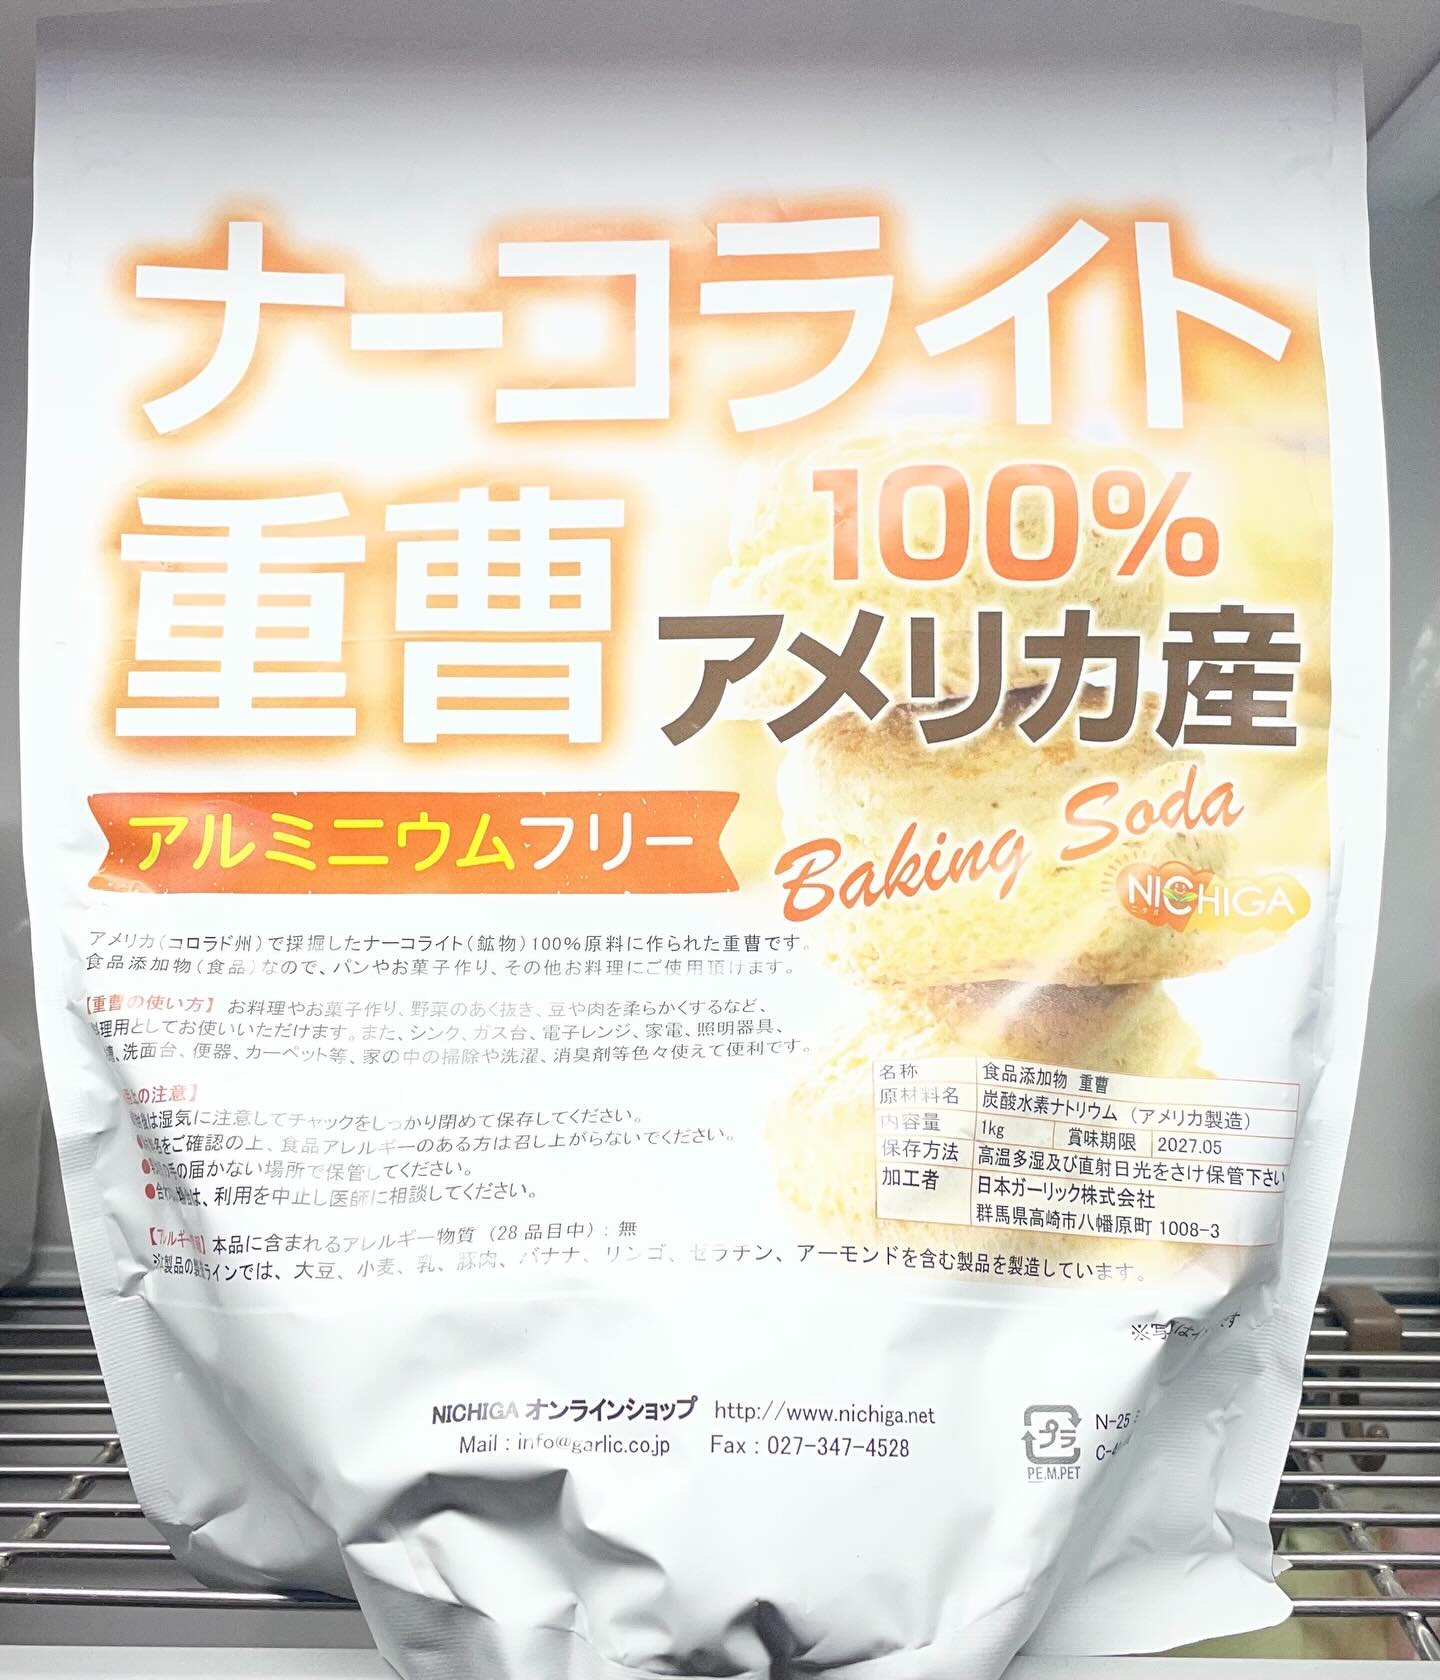 ナーコライト
重曹
100%
アメリカ産
アルミニウムフリー
Baking Soda
NICHIGA
アメリカ(コロラド州)で採掘したナーコライト(鉱物)100%原料に作られた重曹です。
食品添加物(食品)なので、パンやお菓子作り、その他お料理にご使用頂けます。
【重曹の使い方】 お料理やお菓子作り、野菜のあく抜き、豆や肉を柔らかくするなど、
理用としてお使いいただけます。また、シンク、ガス台、電子レンジ、家電、照明器具、
、洗面台、便器、カーペット等、家の中の掃除や洗濯、消臭剤等色々使えて便利です。
上の注意】
は湿気に注意してチャックをしっかり閉めて保存してください。
をご確認の上、食品アレルギーのある方は召し上がらないでください。
の届かない場所で保管してください。
は、利用を中止し医師に相談してください。
本品に含まれるアレルギー物質(28品目中):無
ラインでは、大豆、小麦、乳、豚肉、バナナ、リンゴ、ゼラチン、アーモンドを含む製品を製造しています。
名称 食品添加物 重曹
原材料名 炭酸水素ナトリウム (アメリカ製造)
内容量 1kg 賞味期限 2027.05
保存方法 高温多湿及び直射日光をさけ保管下さい
加工者 日本ガーリック株式会社
群馬県高崎市八幡原町 1008-3
NICHIGA オンラインショップ http://www.nichiga.net
Mail : info@garlic.co.jp Fax : 027-347-4528
プラ
PE,M,PET
N-25